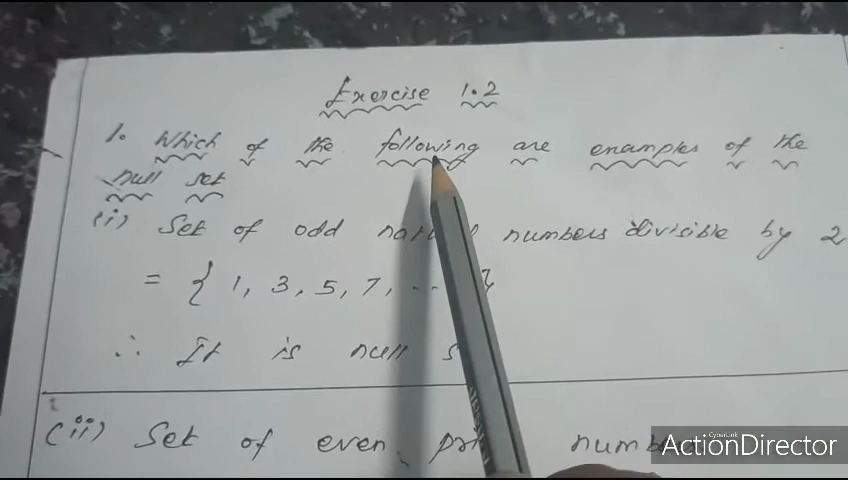 Exercise 1.2
1. Which of the following are examples of the
null set
(i) Set of odd numbers divisible by 2
= { 1, 3, 5, 7, ... }
∴ It is null
(ii) Set of even
CyberLink
ActionDirector